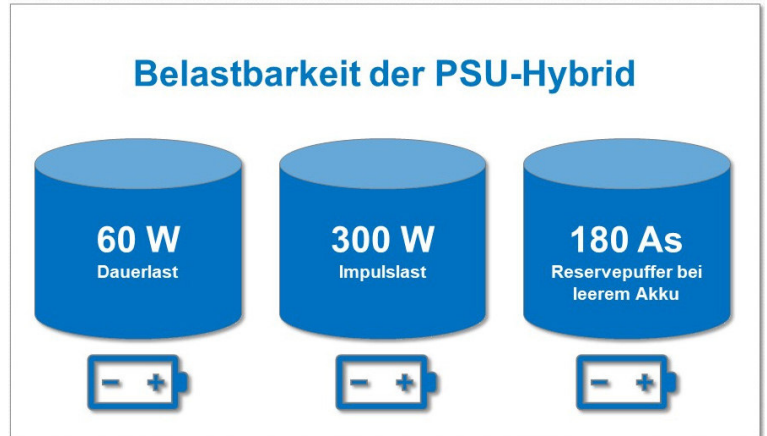 Belastbarkeit der PSU-Hybrid
60 W
Dauerlast
300 W
Impulslast
180 As
Reservepuffer bei
leerem Akku